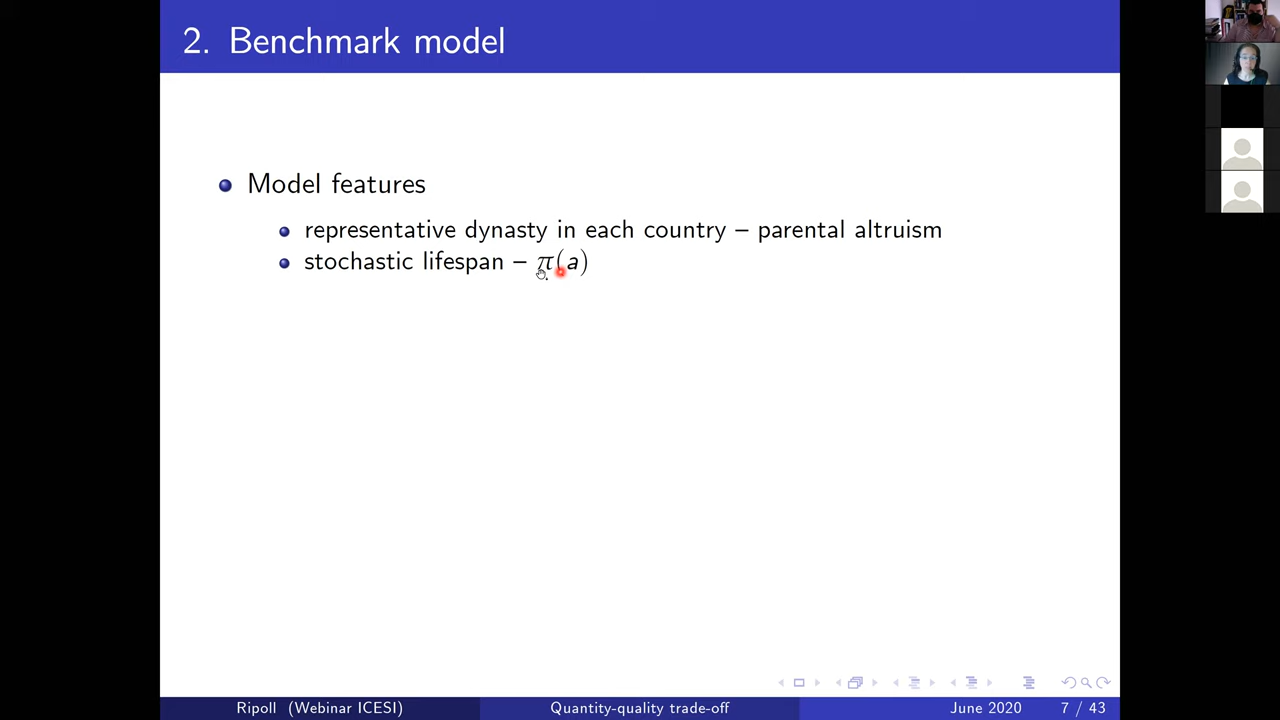 2. Benchmark model
Model features
representative dynasty in each country – parental altruism
stochastic lifespan – π(a)
Ripoll (Webinar ICESI)
Quantity-quality trade-off
June 2020
7 / 43